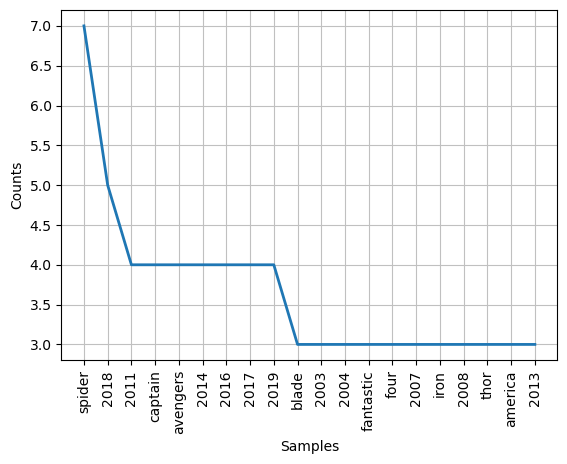 7.0
6.5
6.0
5.5
5.0
4.5
4.0
3.5
3.0
Counts
spider
2018
2011
captain
avengers
2014
2016
2017
2019
blade
2003
2004
fantastic
four
2007
iron
2008
thor
america
2013
Samples